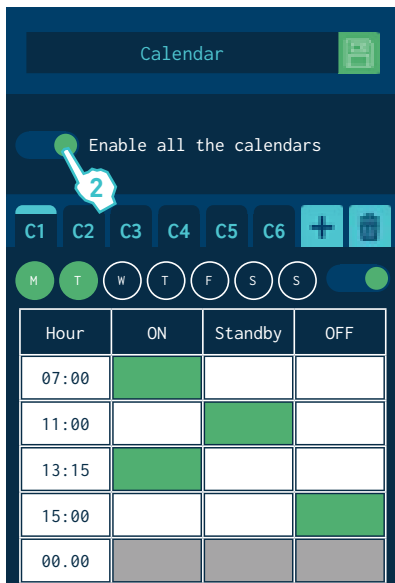 Calendar
Enable all the calendars
2
C1 C2 C3 C4 C5 C6 +
M T W T F S S
Hour ON Standby OFF
07:00
11:00
13:15
15:00
00.00